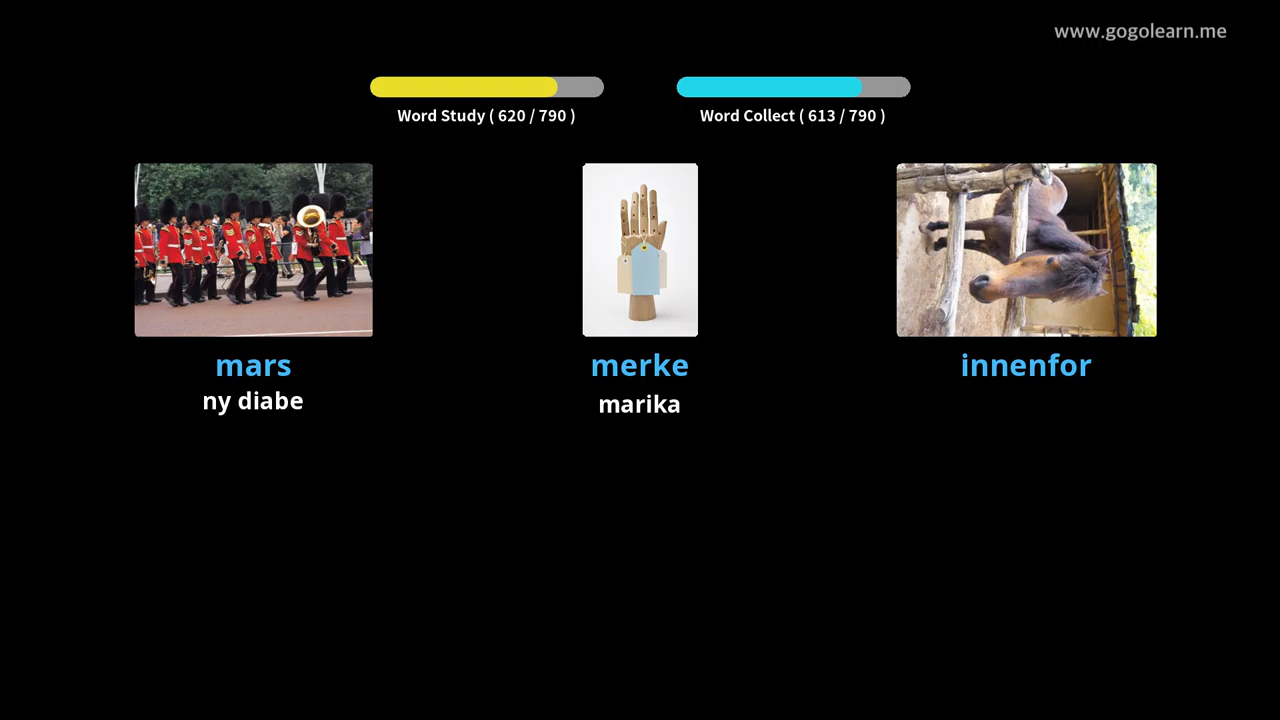 www.gogolearn.me
Word Study ( 620 / 790 )
Word Collect ( 613 / 790 )
mars
ny diabe
merke
marika
innenfor